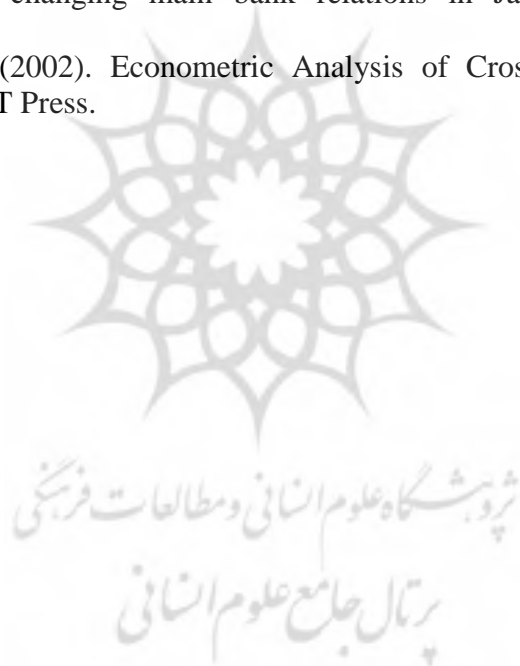 changing main bank relations in Ja
(2002). Econometric Analysis of Cros
T Press.
پژوهشگاه علوم انسانی و مطالعات فرهنگی
پرتال جامع علوم انسانی